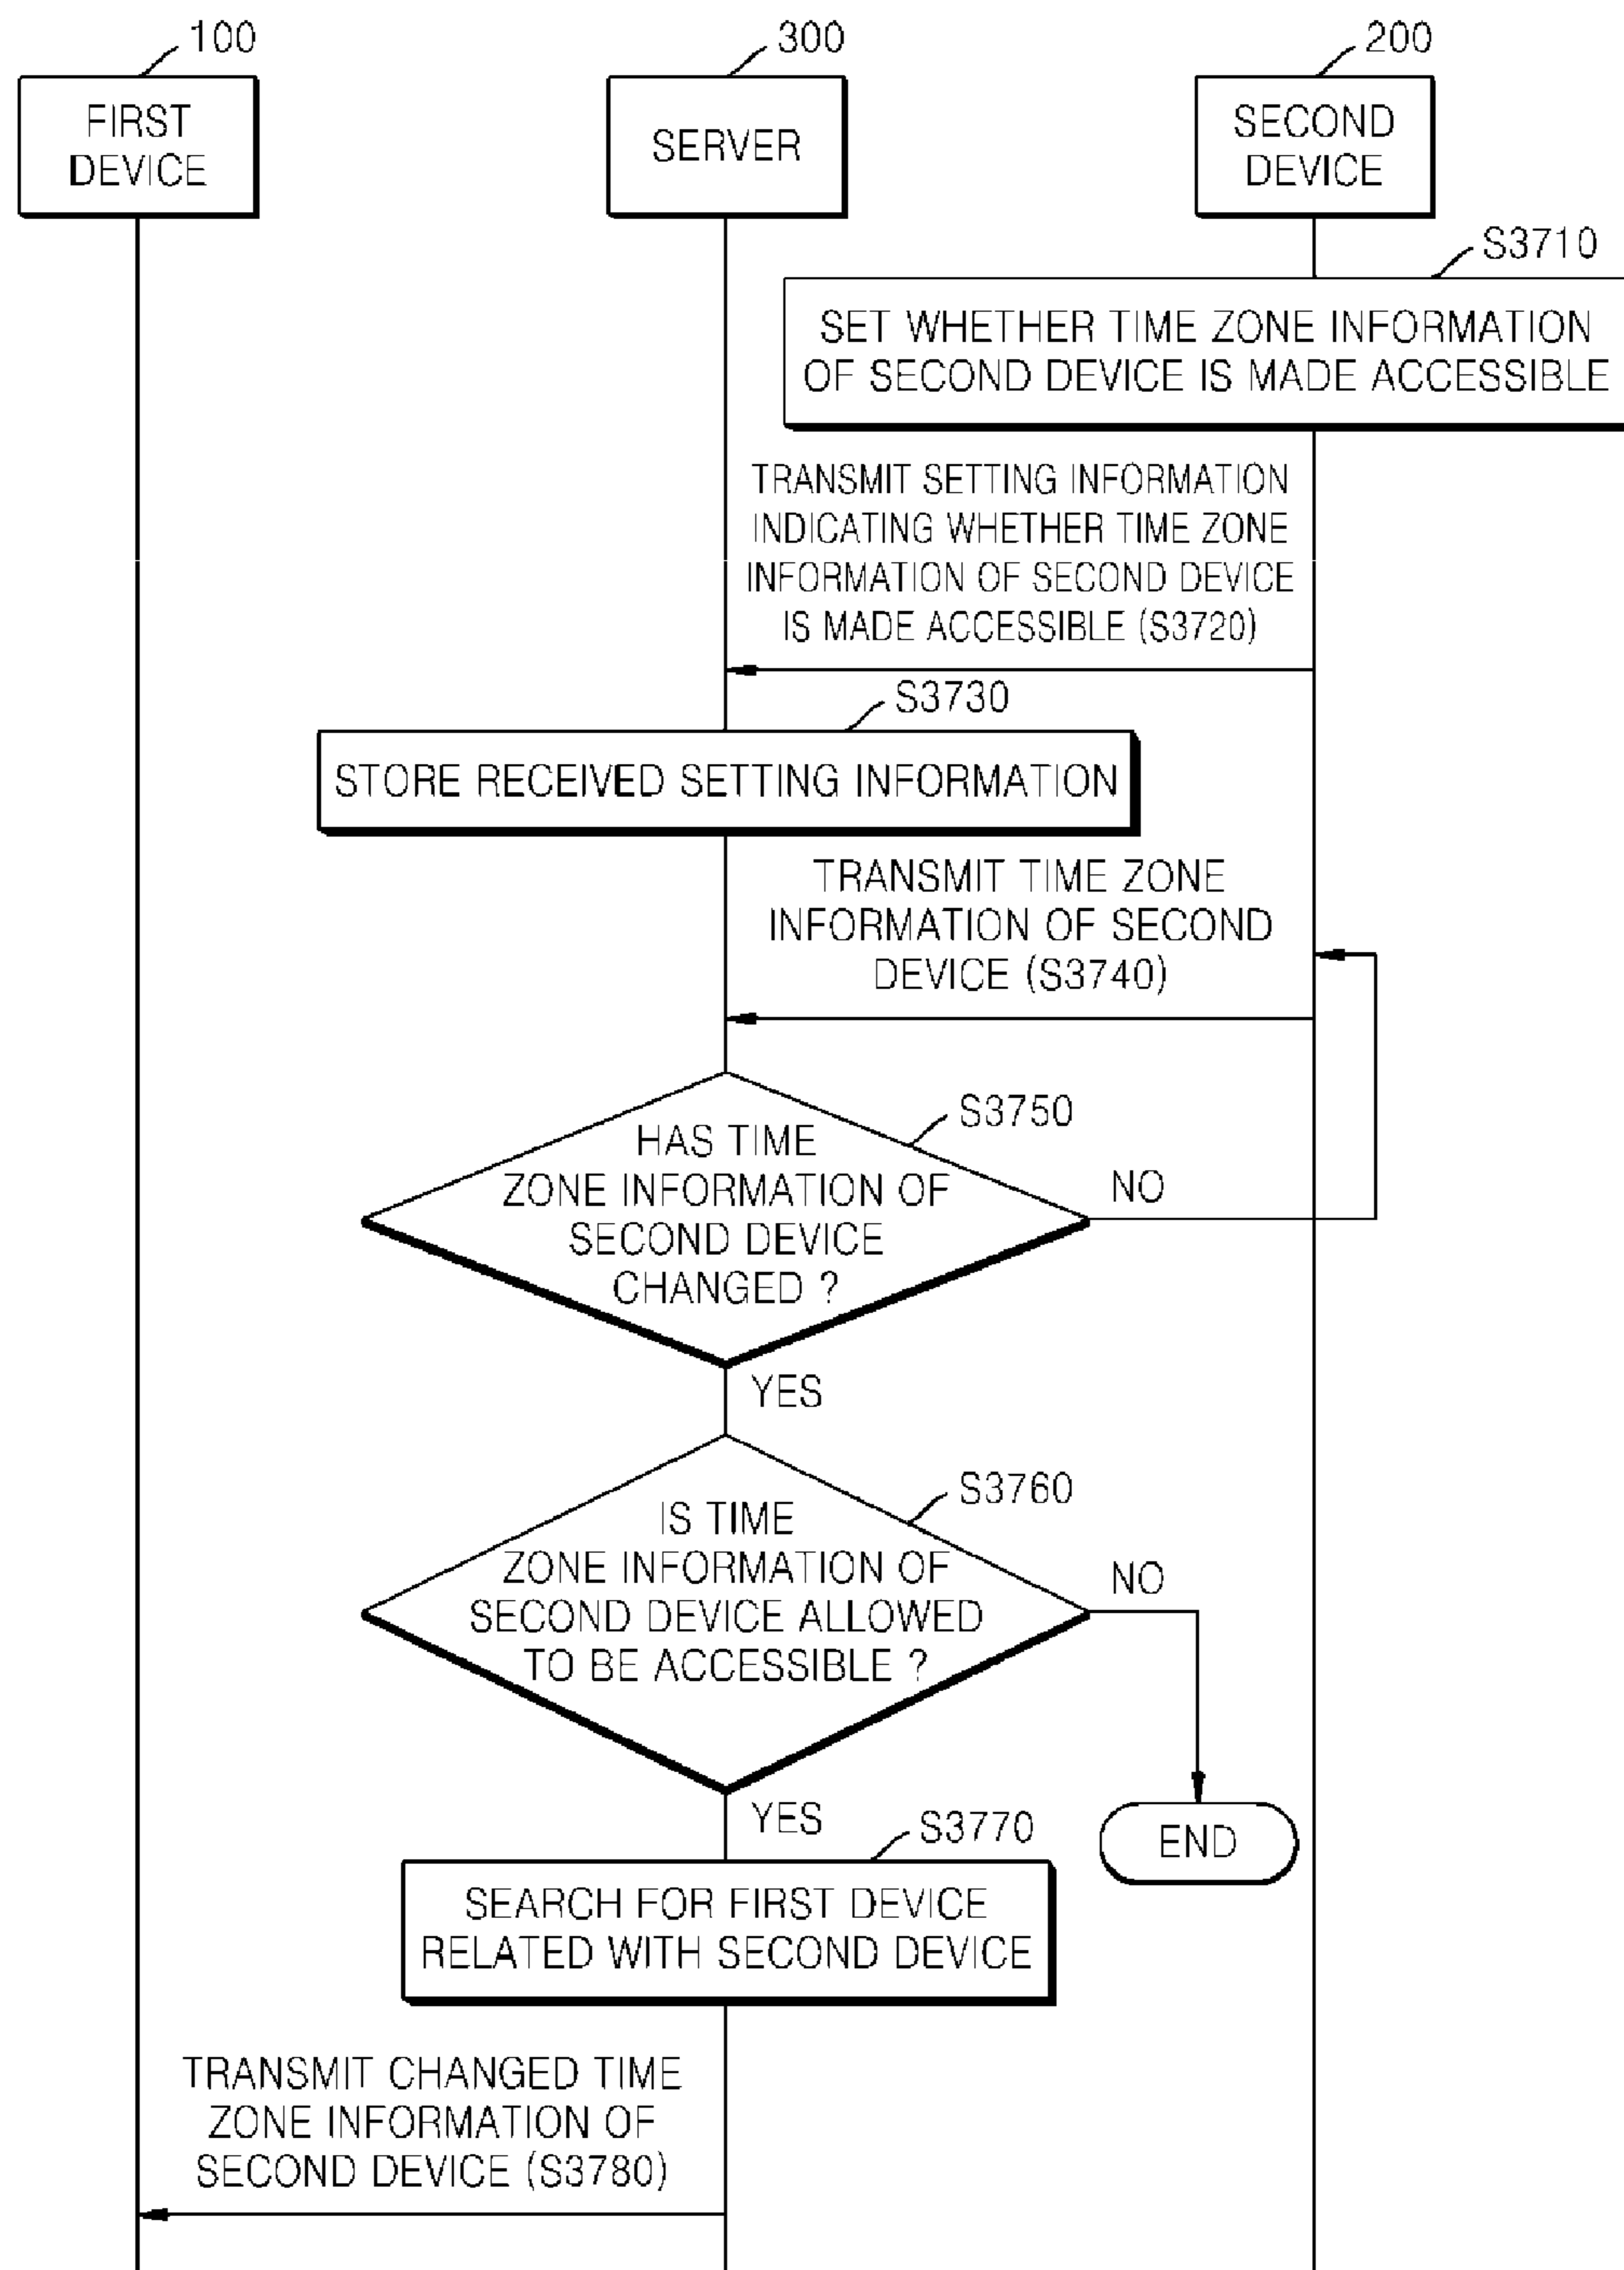 100
300
200
FIRST
DEVICE
SERVER
SECOND
DEVICE
S3710
SET WHETHER TIME ZONE INFORMATION
OF SECOND DEVICE IS MADE ACCESSIBLE
TRANSMIT SETTING INFORMATION
INDICATING WHETHER TIME ZONE
INFORMATION OF SECOND DEVICE
IS MADE ACCESSIBLE (S3720)
S3730
STORE RECEIVED SETTING INFORMATION
TRANSMIT TIME ZONE
INFORMATION OF SECOND
DEVICE (S3740)
S3750
HAS TIME
ZONE INFORMATION OF
SECOND DEVICE
CHANGED ?
NO
YES
S3760
IS TIME
ZONE INFORMATION OF
SECOND DEVICE ALLOWED
TO BE ACCESSIBLE ?
NO
YES
S3770
END
SEARCH FOR FIRST DEVICE
RELATED WITH SECOND DEVICE
TRANSMIT CHANGED TIME
ZONE INFORMATION OF
SECOND DEVICE (S3780)